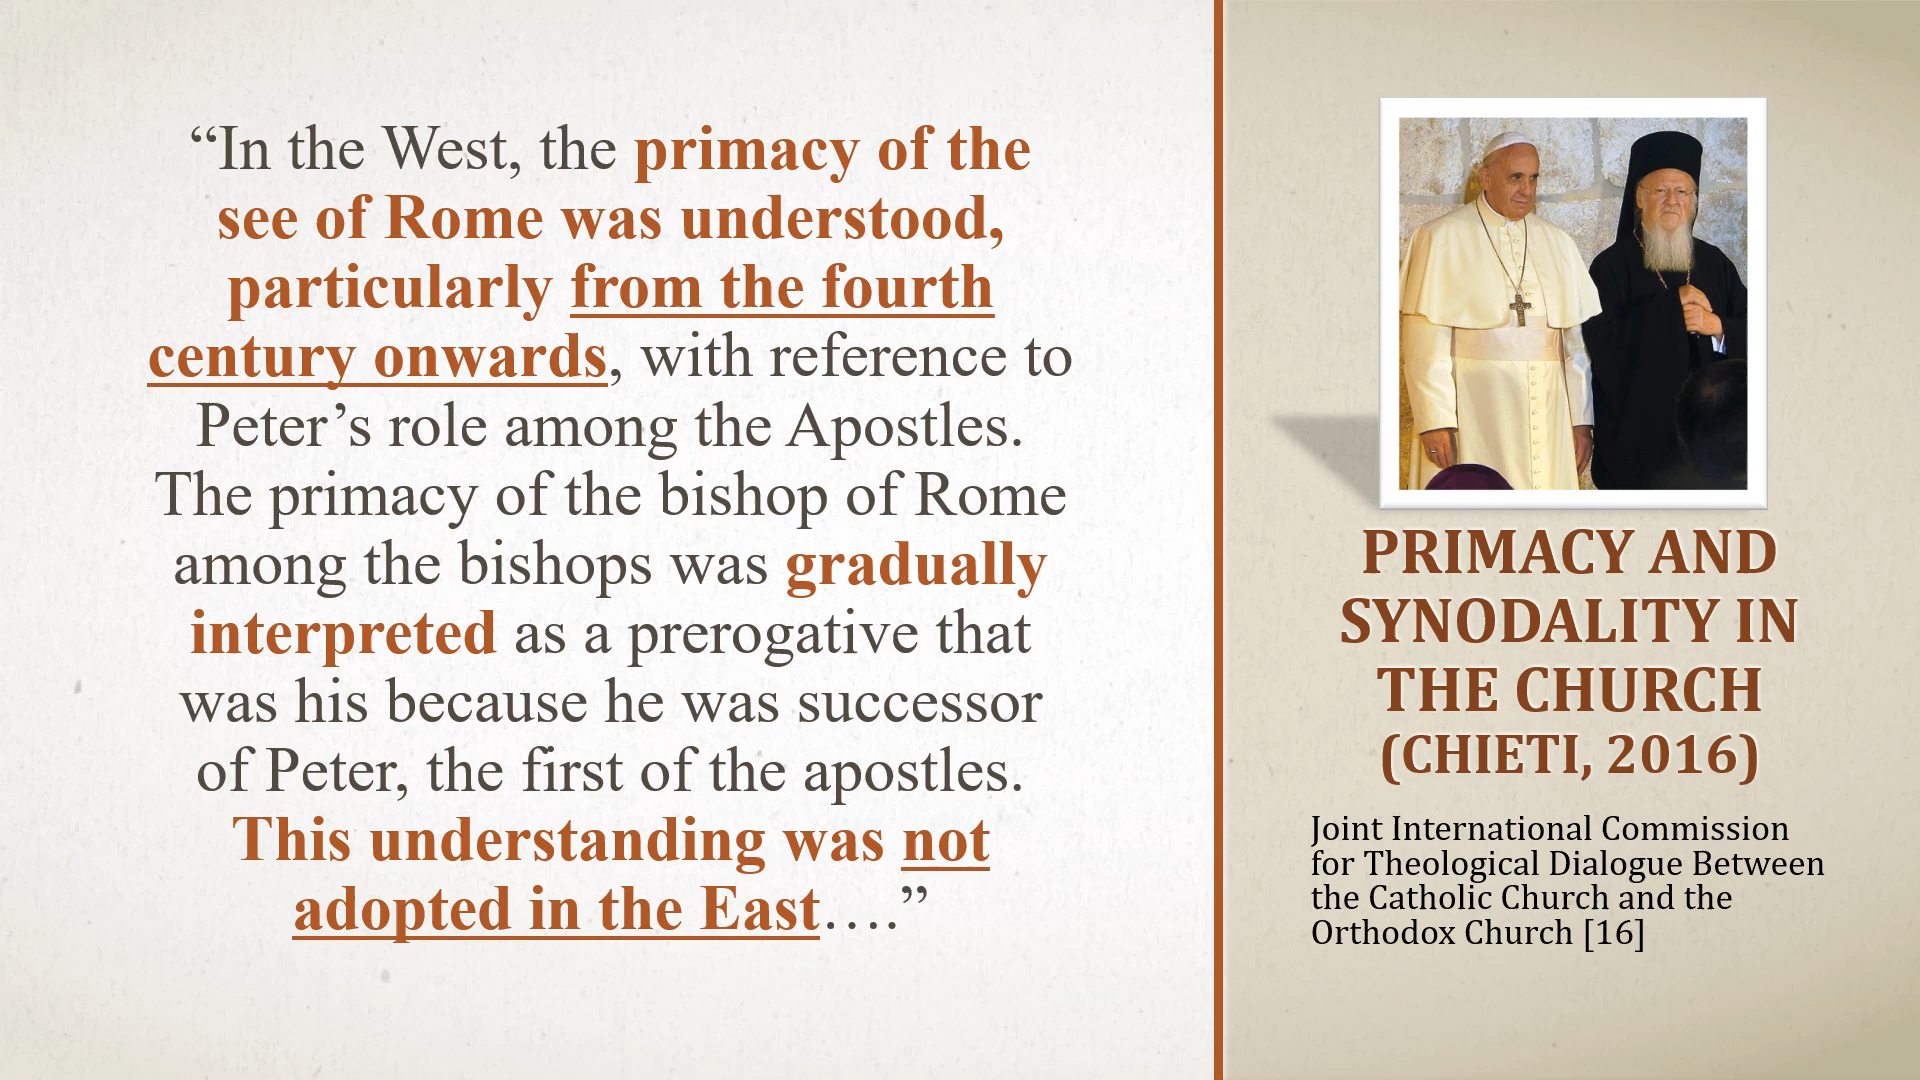 “In the West, the primacy of the
see of Rome was understood,
particularly from the fourth
century onwards, with reference to
Peter’s role among the Apostles.
The primacy of the bishop of Rome
among the bishops was gradually
interpreted as a prerogative that
was his because he was successor
of Peter, the first of the apostles.
This understanding was not
adopted in the East….”
PRIMACY AND
SYNODALITY IN
THE CHURCH
(CHIETI, 2016)
Joint International Commission
for Theological Dialogue Between
the Catholic Church and the
Orthodox Church [16]